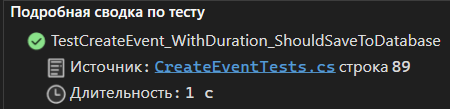 Подробная сводка по тесту
TestCreateEvent_WithDuration_ShouldSaveToDatabase
Источник: CreateEventTests.cs строка 89
Длительность: 1 с